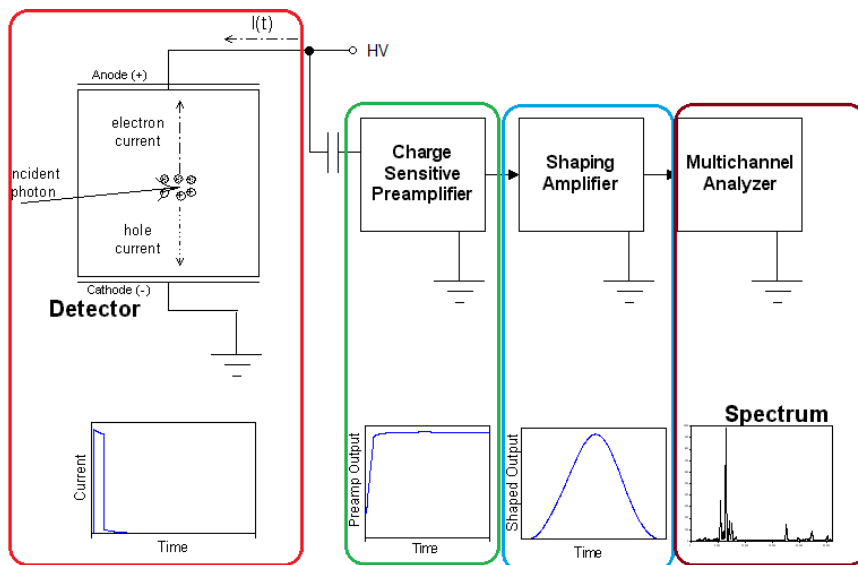 I(t)
HV
Anode (+)
electron
current
incident
photon
hole
current
Cathode (-)
Detector
Charge
Sensitive
Preamplifier
Shaping
Amplifier
Multichannel
Analyzer
Current
Time
Preamp Output
Time
Shaped Output
Time
Spectrum